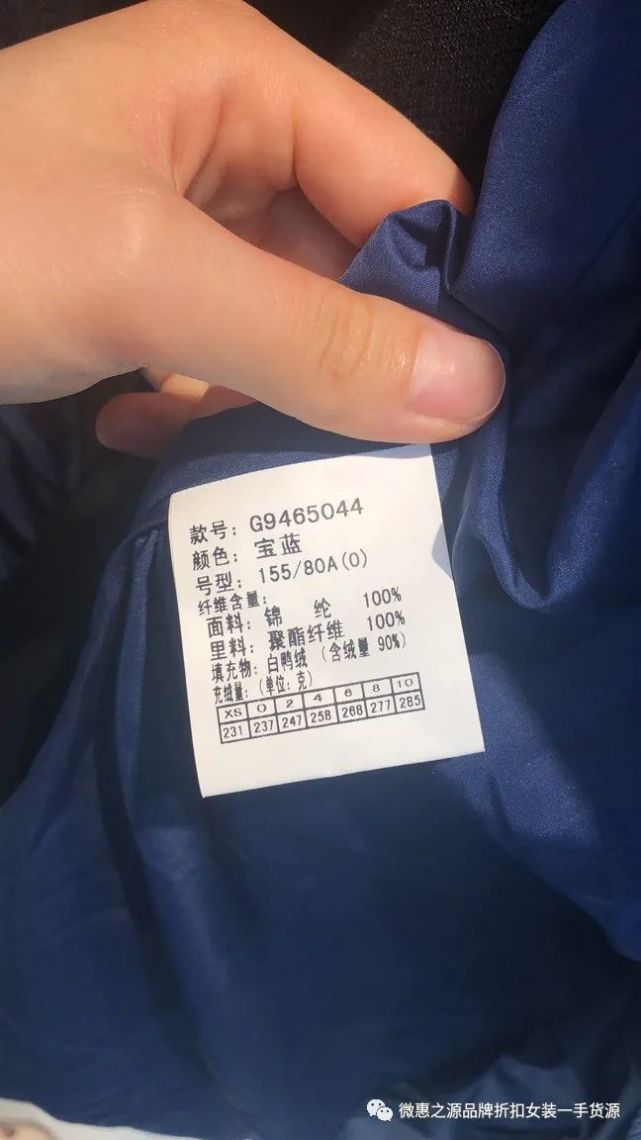 款号：G9465044
颜色：宝蓝
号型：155/80A(0)
纤维含量：
面料：锦 纶 100%
里料：聚酯纤维 100%
填充物：白鸭绒（含绒量 90%）
充绒量：（单位：克）
XS 0 2 4 6 8 10
231 237 247 258 268 277 285
微惠之源品牌折扣女装一手货源